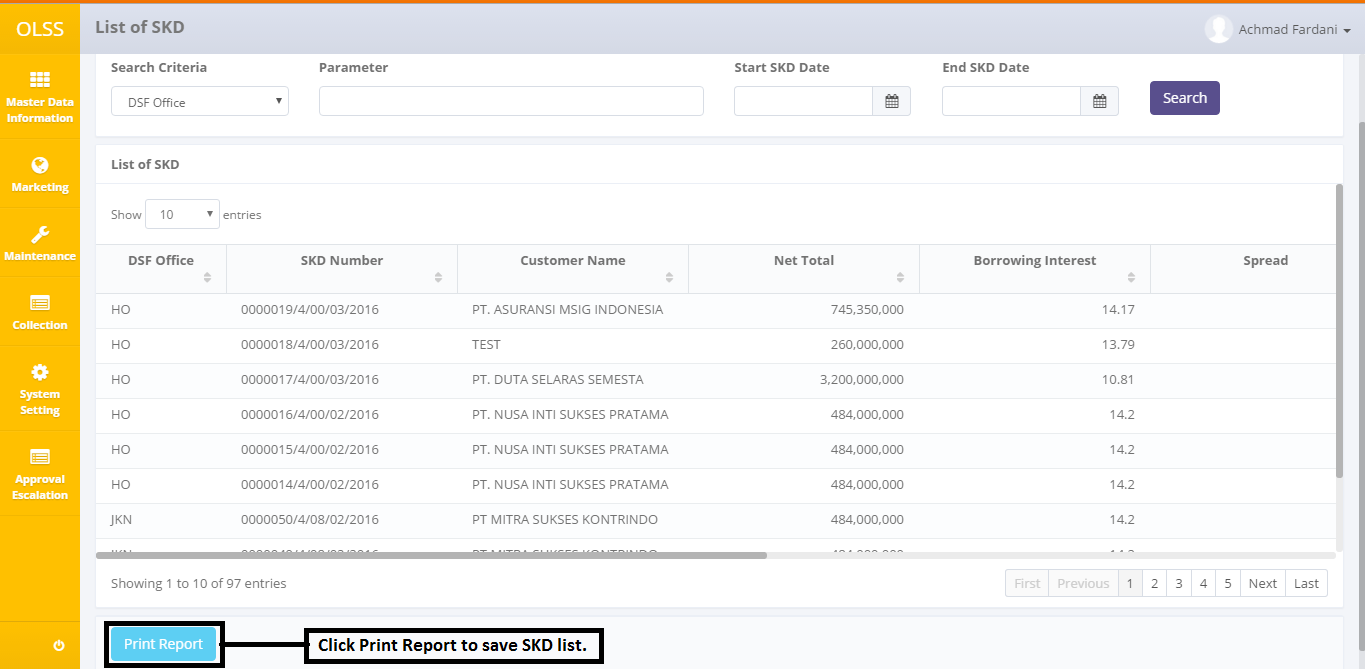 OLSS
List of SKD
Achmad Fardani
Master Data
Information
Marketing
Maintenance
Collection
System
Setting
Approval
Escalation
Search Criteria Parameter Start SKD Date End SKD Date
DSF Office Search
List of SKD
Show 10 entries
DSF Office SKD Number Customer Name Net Total Borrowing Interest Spread
HO 0000019/4/00/03/2016 PT. ASURANSI MSIG INDONESIA 745,350,000 14.17
HO 0000018/4/00/03/2016 TEST 260,000,000 13.79
HO 0000017/4/00/03/2016 PT. DUTA SELARAS SEMESTA 3,200,000,000 10.81
HO 0000016/4/00/02/2016 PT. NUSA INTI SUKSES PRATAMA 484,000,000 14.2
HO 0000015/4/00/02/2016 PT. NUSA INTI SUKSES PRATAMA 484,000,000 14.2
HO 0000014/4/00/02/2016 PT. NUSA INTI SUKSES PRATAMA 484,000,000 14.2
JKN 0000050/4/08/02/2016 PT MITRA SUKSES KONTRINDO 484,000,000 14.2
Showing 1 to 10 of 97 entries First Previous 1 2 3 4 5 Next Last
Print Report Click Print Report to save SKD list.